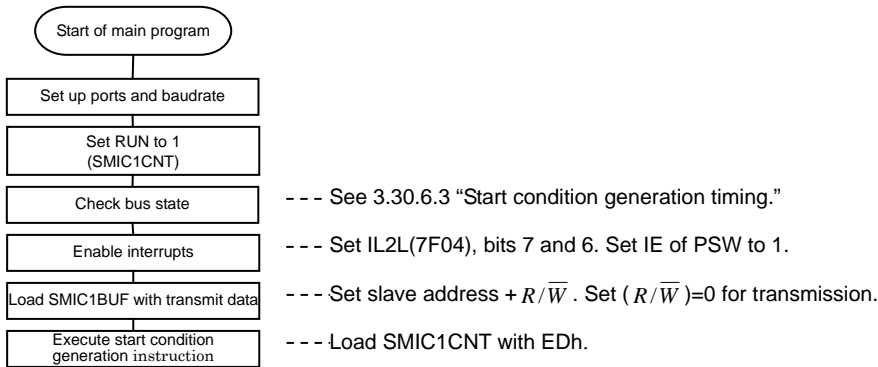 Start of main program
Set up ports and baudrate
Set RUN to 1
(SMIC1CNT)
Check bus state
--- See 3.30.6.3 “Start condition generation timing.”
Enable interrupts
--- Set IL2L(7F04), bits 7 and 6. Set IE of PSW to 1.
Load SMIC1BUF with transmit data
--- Set slave address + R/W̅ . Set ( R/W̅ )=0 for transmission.
Execute start condition
generation instruction
--- Load SMIC1CNT with EDh.